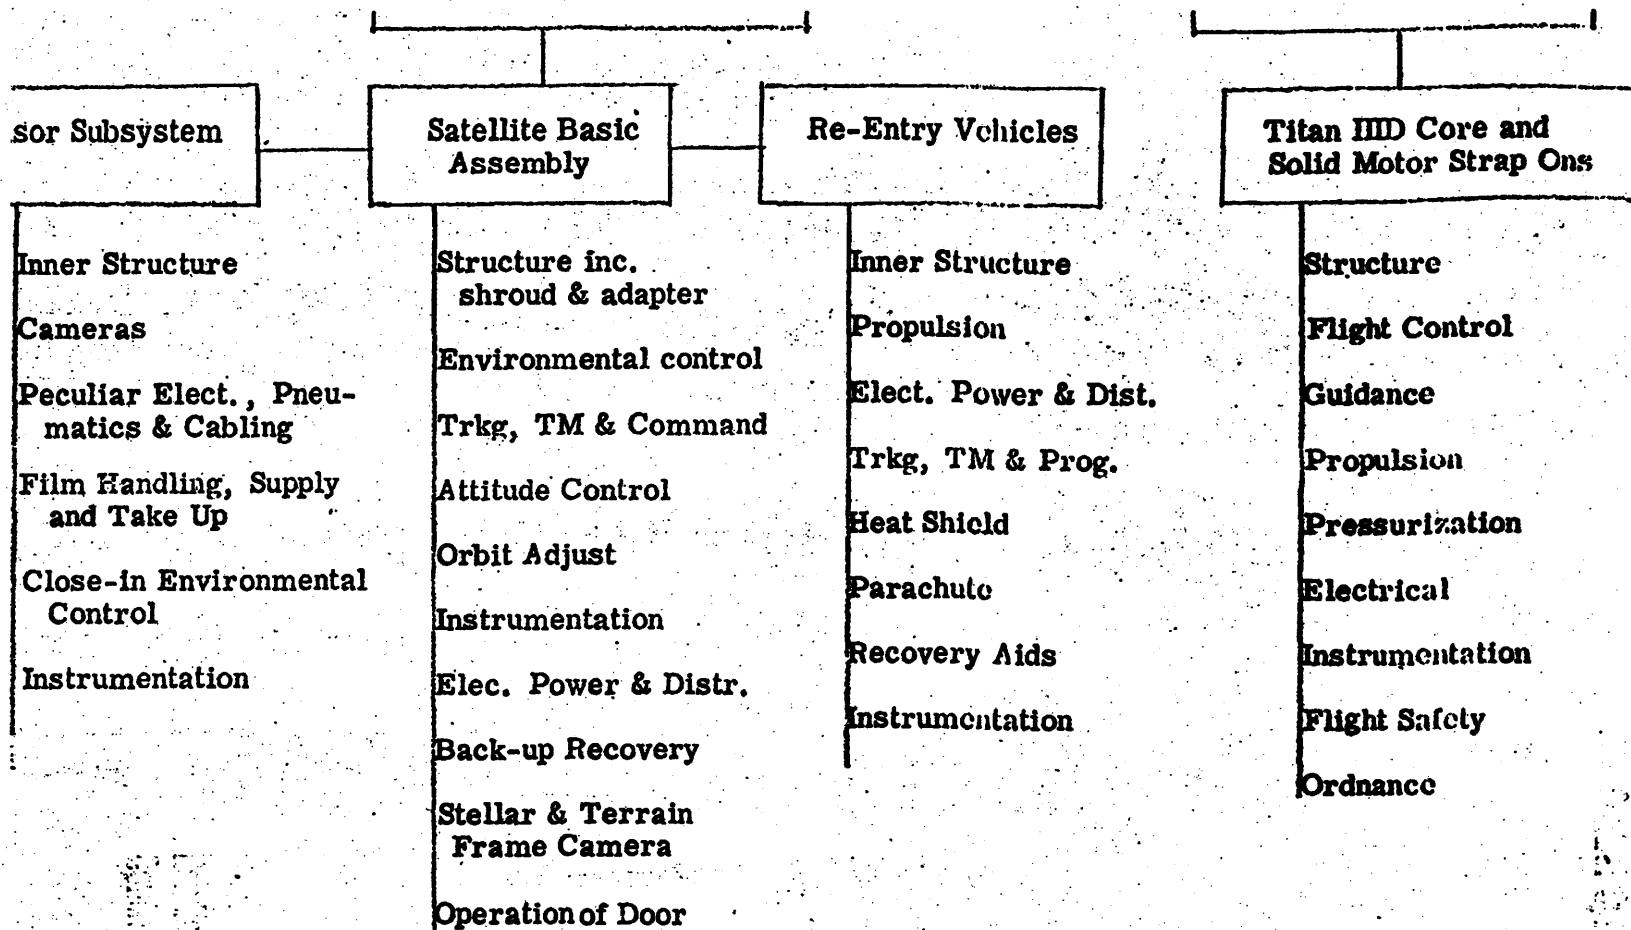 sor Subsystem
Inner Structure
Cameras
Peculiar Elect., Pneu-
matics & Cabling
Film Handling, Supply
and Take Up
Close-in Environmental
Control
Instrumentation
Satellite Basic
Assembly
Structure inc.
shroud & adapter
Environmental control
Trkg, TM & Command
Attitude Control
Orbit Adjust
Instrumentation
Elec. Power & Distr.
Back-up Recovery
Stellar & Terrain
Frame Camera
Operation of Door
Re-Entry Vehicles
Inner Structure
Propulsion
Elect. Power & Dist.
Trkg, TM & Prog.
Heat Shield
Parachute
Recovery Aids
Instrumentation
Titan IIID Core and
Solid Motor Strap Ons
Structure
Flight Control
Guidance
Propulsion
Pressurization
Electrical
Instrumentation
Flight Safety
Ordnance